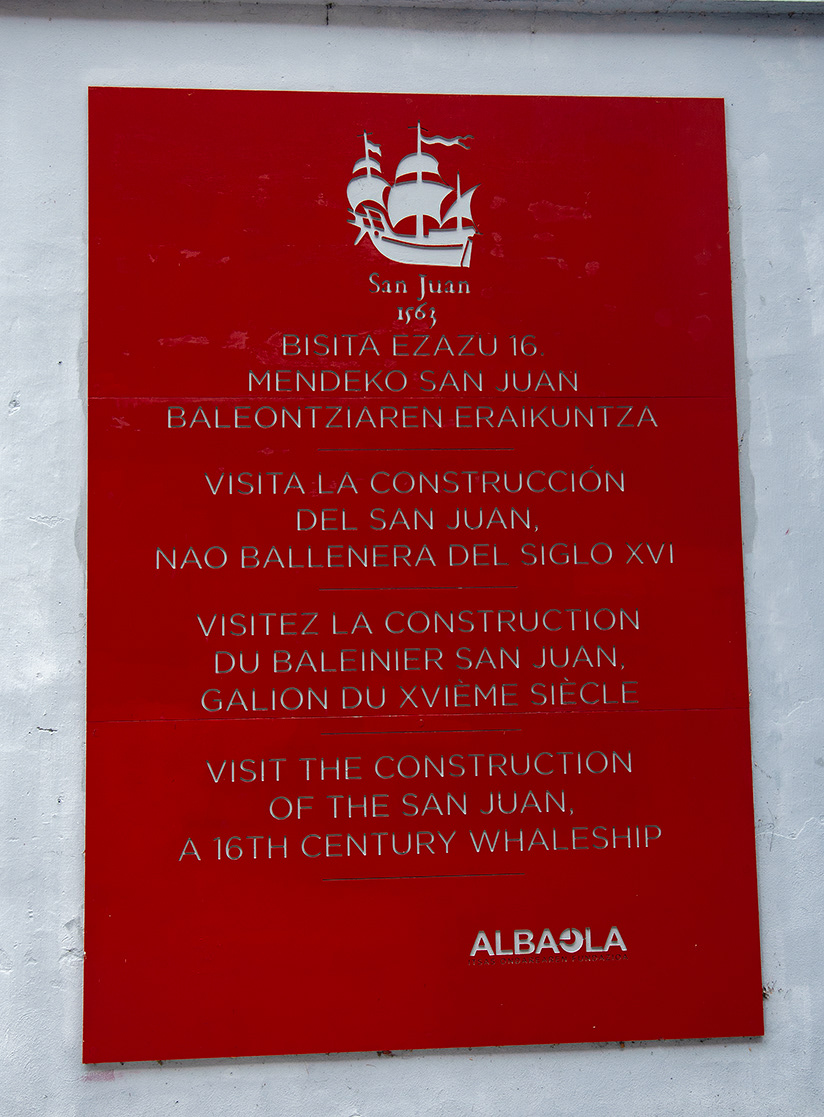 San Juan
1563
BISITA EZAZU 16.
MENDEKO SAN JUAN
BALEONTZIAREN ERAIKUNTZA
VISITA LA CONSTRUCCIÓN
DEL SAN JUAN,
NAO BALLENERA DEL SIGLO XVI
VISITEZ LA CONSTRUCTION
DU BALEINIER SAN JUAN,
GALION DU XVIÈME SIÈCLE
VISIT THE CONSTRUCTION
OF THE SAN JUAN,
A 16TH CENTURY WHALESHIP
ALBAOLA